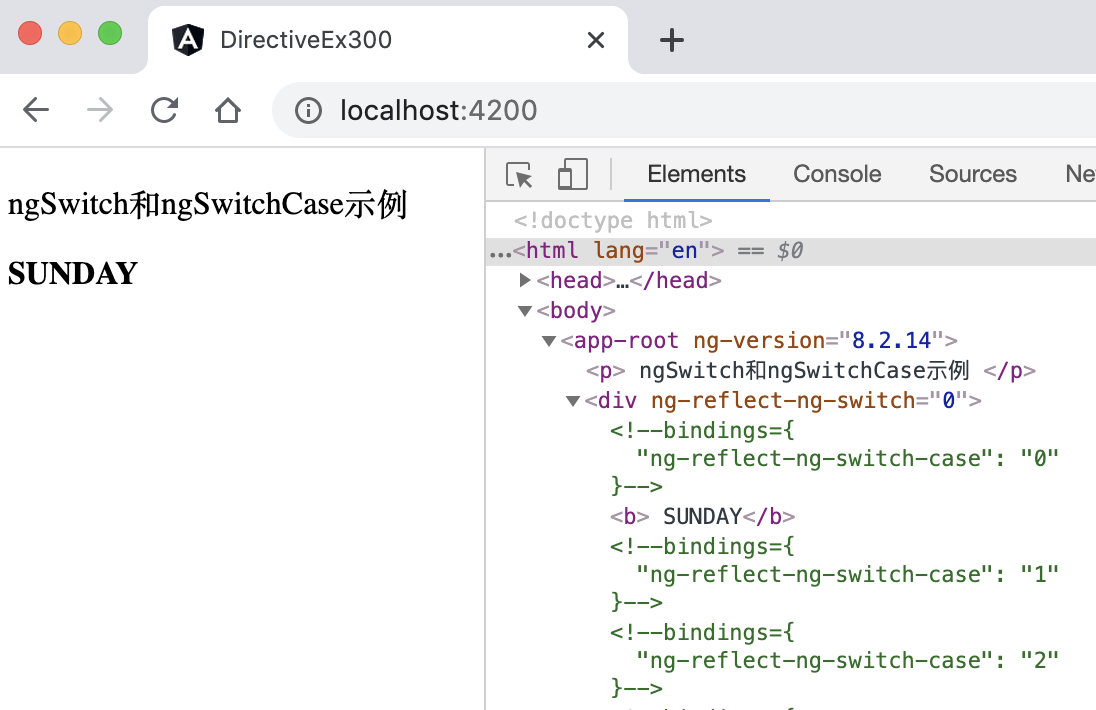 DirectiveEx300
localhost:4200
ngSwitch和ngSwitchCase示例
SUNDAY
Elements Console Sources Ne
<!doctype html>
...<html lang="en"> == $0
<head>…</head>
<body>
<app-root ng-version="8.2.14">
<p> ngSwitch和ngSwitchCase示例 </p>
<div ng-reflect-ng-switch="0">
<!--bindings={
"ng-reflect-ng-switch-case": "0"
}-->
<b> SUNDAY</b>
<!--bindings={
"ng-reflect-ng-switch-case": "1"
}-->
<!--bindings={
"ng-reflect-ng-switch-case": "2"
}-->